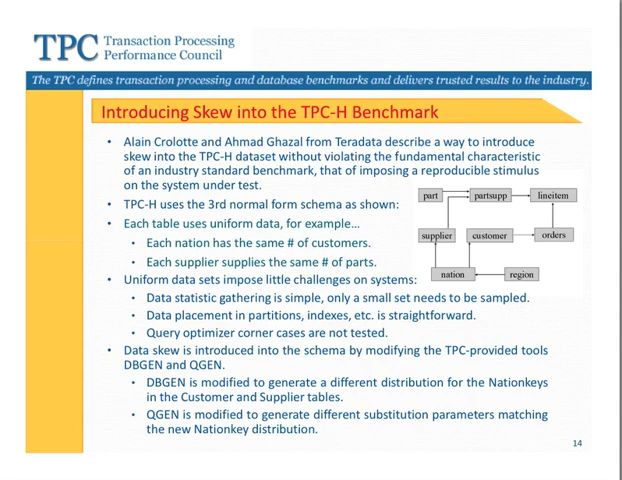 TPC Transaction Processing
Performance Council
The TPC defines transaction processing and database benchmarks and delivers trusted results to the industry.
Introducing Skew into the TPC-H Benchmark
• Alain Crolotte and Ahmad Ghazal from Teradata describe a way to introduce
skew into the TPC-H dataset without violating the fundamental characteristic
of an industry standard benchmark, that of imposing a reproducible stimulus
on the system under test.
• TPC-H uses the 3rd normal form schema as shown:
• Each table uses uniform data, for example…
• Each nation has the same # of customers.
• Each supplier supplies the same # of parts.
part partsupp lineitem
supplier customer orders
nation region
• Uniform data sets impose little challenges on systems:
• Data statistic gathering is simple, only a small set needs to be sampled.
• Data placement in partitions, indexes, etc. is straightforward.
• Query optimizer corner cases are not tested.
• Data skew is introduced into the schema by modifying the TPC-provided tools
DBGEN and QGEN.
• DBGEN is modified to generate a different distribution for the Nationkeys
in the Customer and Supplier tables.
• QGEN is modified to generate different substitution parameters matching
the new Nationkey distribution.
14